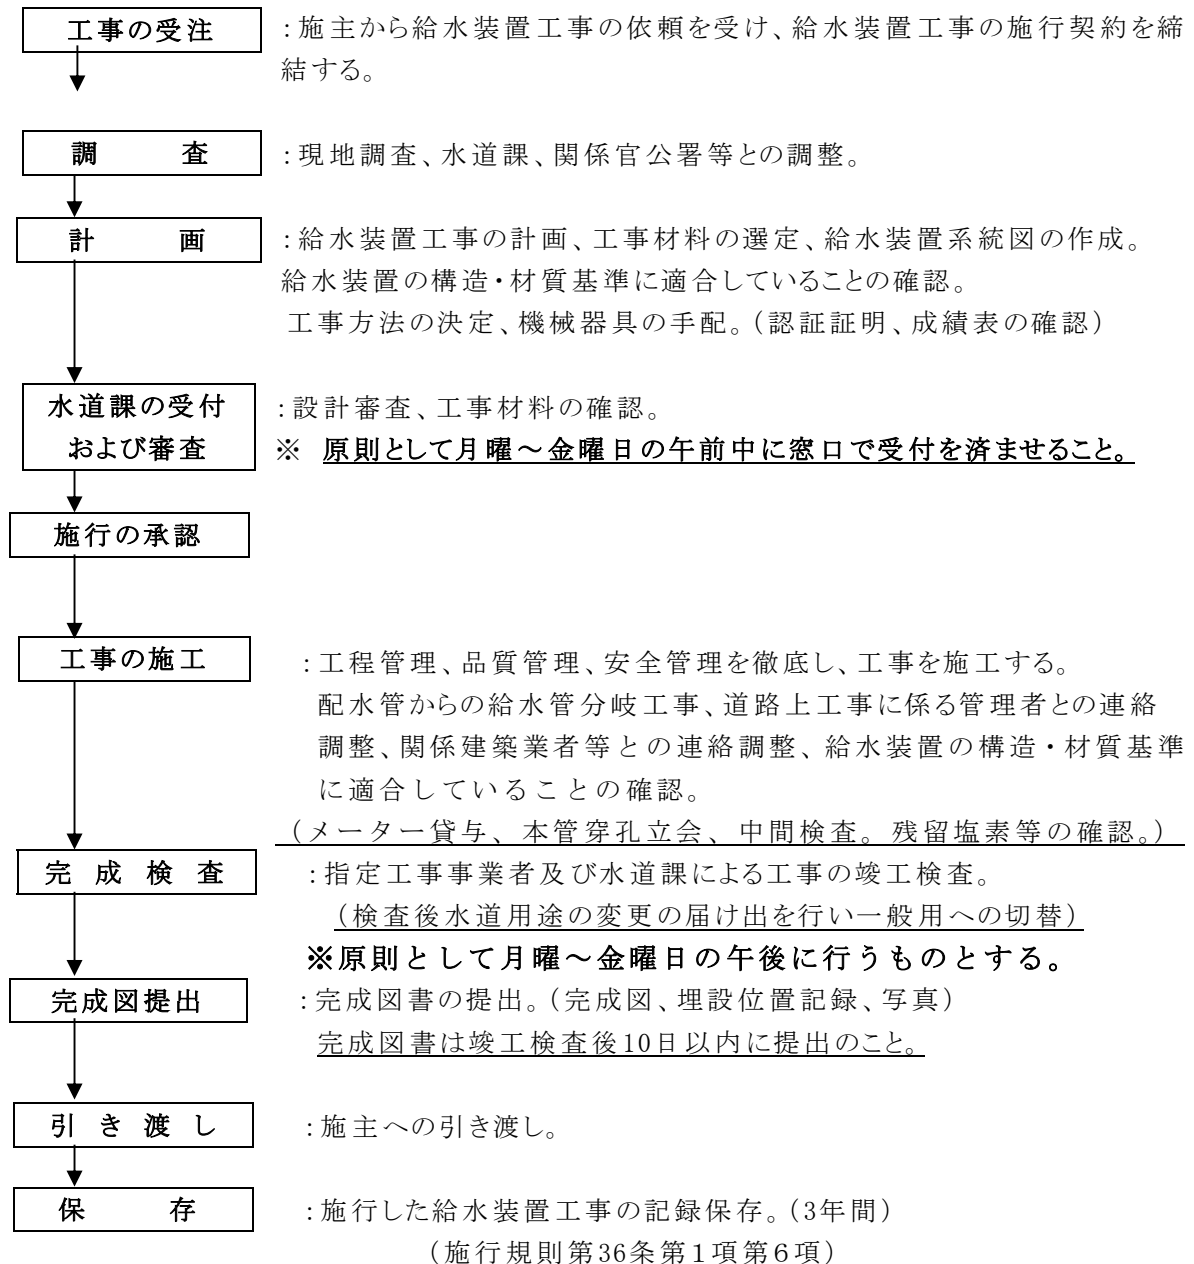 工事の受注 ：施主から給水装置工事の依頼を受け、給水装置工事の施行契約を締
結する。
調　　査 ：現地調査、水道課、関係官公署等との調整。
計　　画 ：給水装置工事の計画、工事材料の選定、給水装置系統図の作成。
給水装置の構造・材質基準に適合していることの確認。
工事方法の決定、機械器具の手配。（認証証明、成績表の確認）
水道課の受付 ：設計審査、工事材料の確認。
および審査 ※ 原則として月曜～金曜日の午前中に窓口で受付を済ませること。
施行の承認
工事の施工 ：工程管理、品質管理、安全管理を徹底し、工事を施工する。
配水管からの給水管分岐工事、道路上工事に係る管理者との連絡
調整、関係建築業者等との連絡調整、給水装置の構造・材質基準
に適合していることの確認。
（メーター貸与、本管穿孔立会、中間検査。残留塩素等の確認。）
完成検査 ：指定工事事業者及び水道課による工事の竣工検査。
（検査後水道用途の変更の届け出を行い一般用への切替）
※原則として月曜～金曜日の午後に行うものとする。
完成図提出 ：完成図書の提出。（完成図、埋設位置記録、写真）
完成図書は竣工検査後10日以内に提出のこと。
引き渡し ：施主への引き渡し。
保　　存 ：施行した給水装置工事の記録保存。（3年間）
（施行規則第36条第１項第６項）